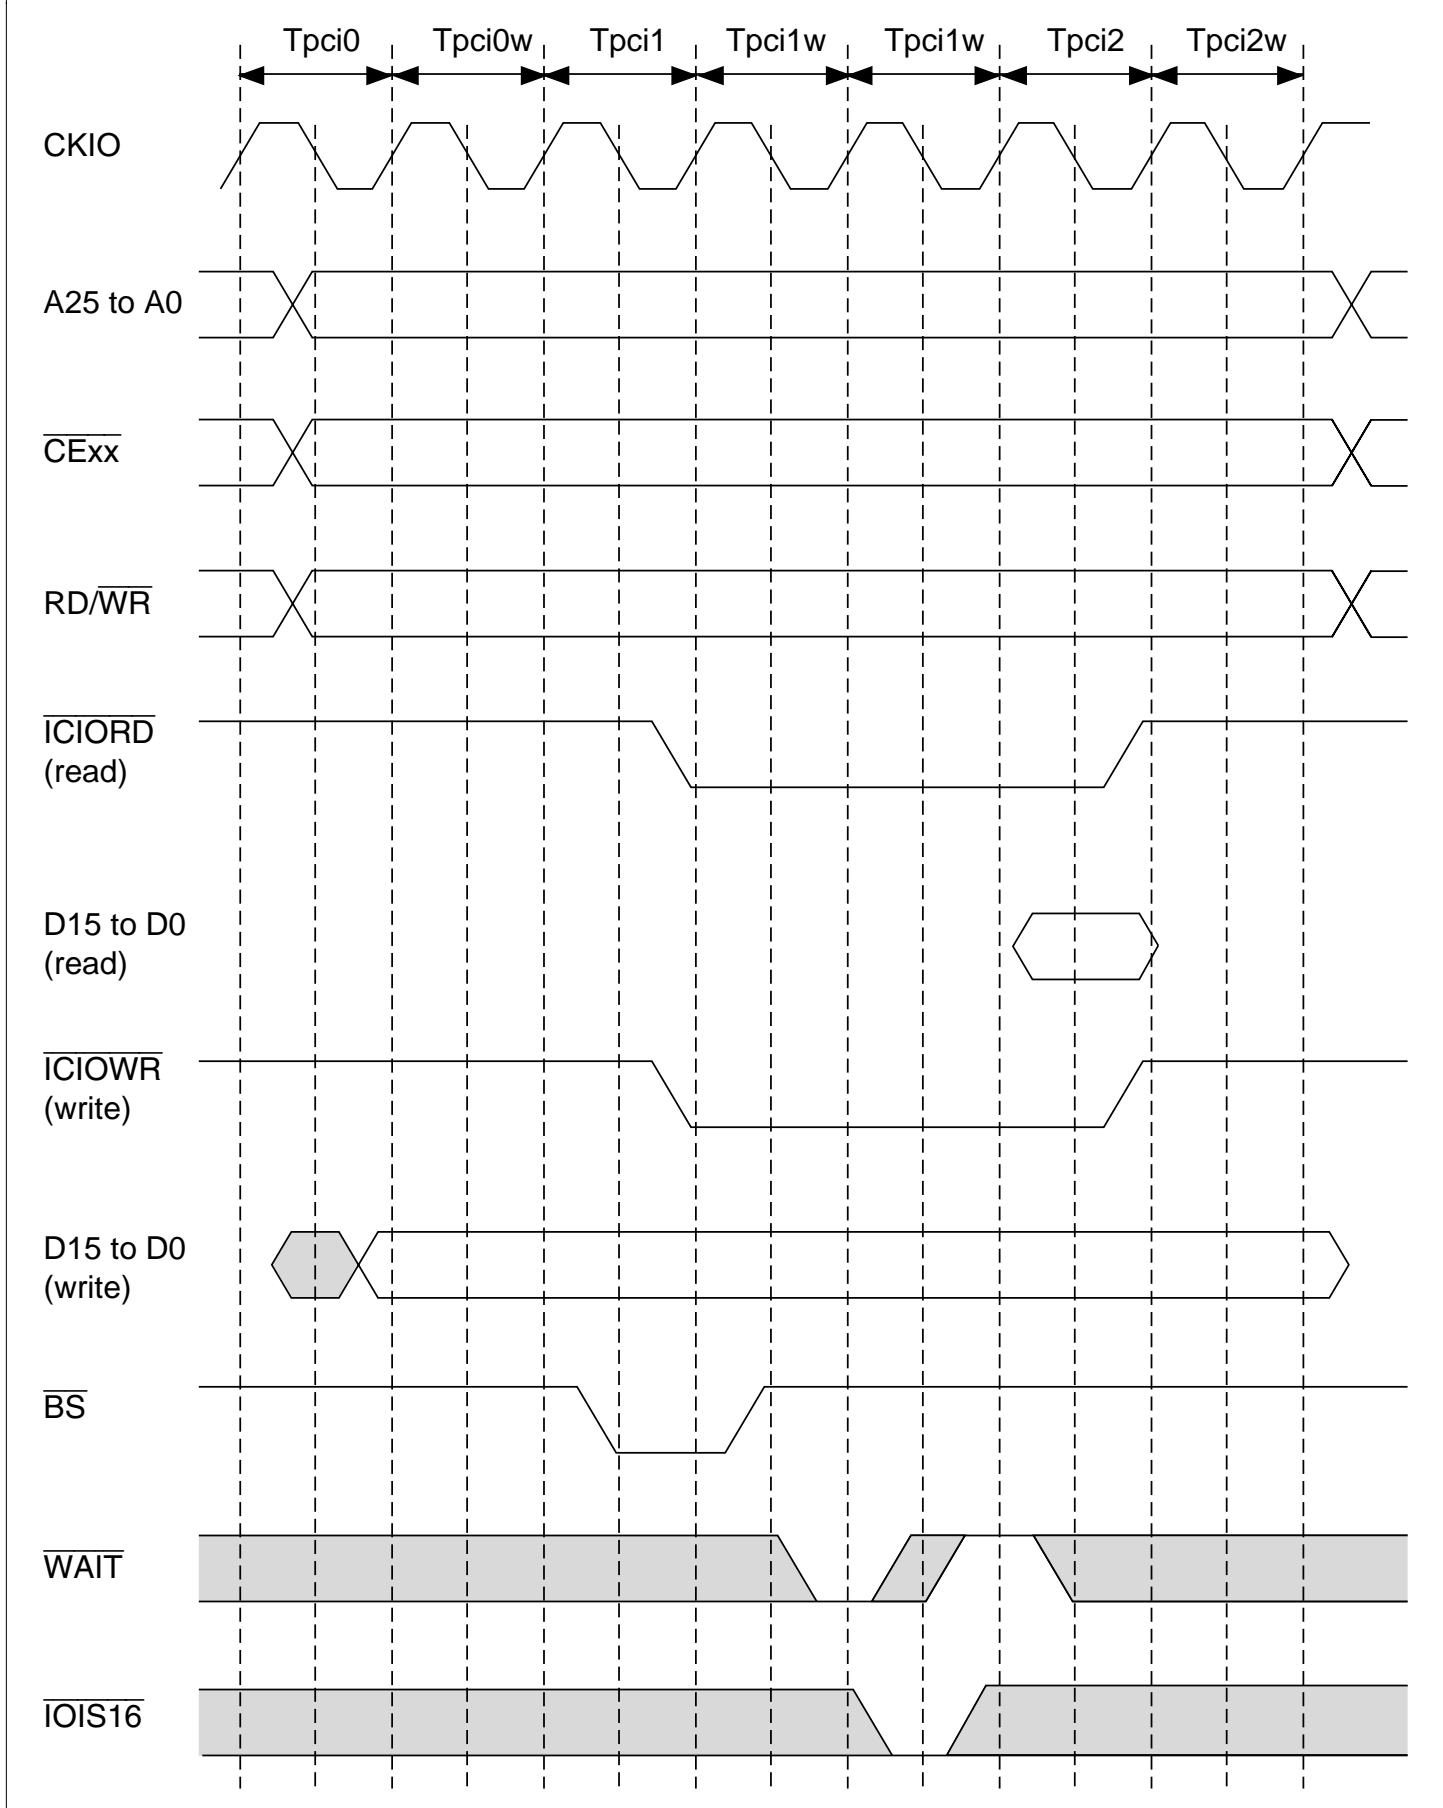 Tpci0 Tpci0w Tpci1 Tpci1w Tpci1w Tpci2 Tpci2w
CKIO
A25 to A0
CExx
RD/WR
ICIORD
(read)
D15 to D0
(read)
ICIOWR
(write)
D15 to D0
(write)
BS
WAIT
IOIS16